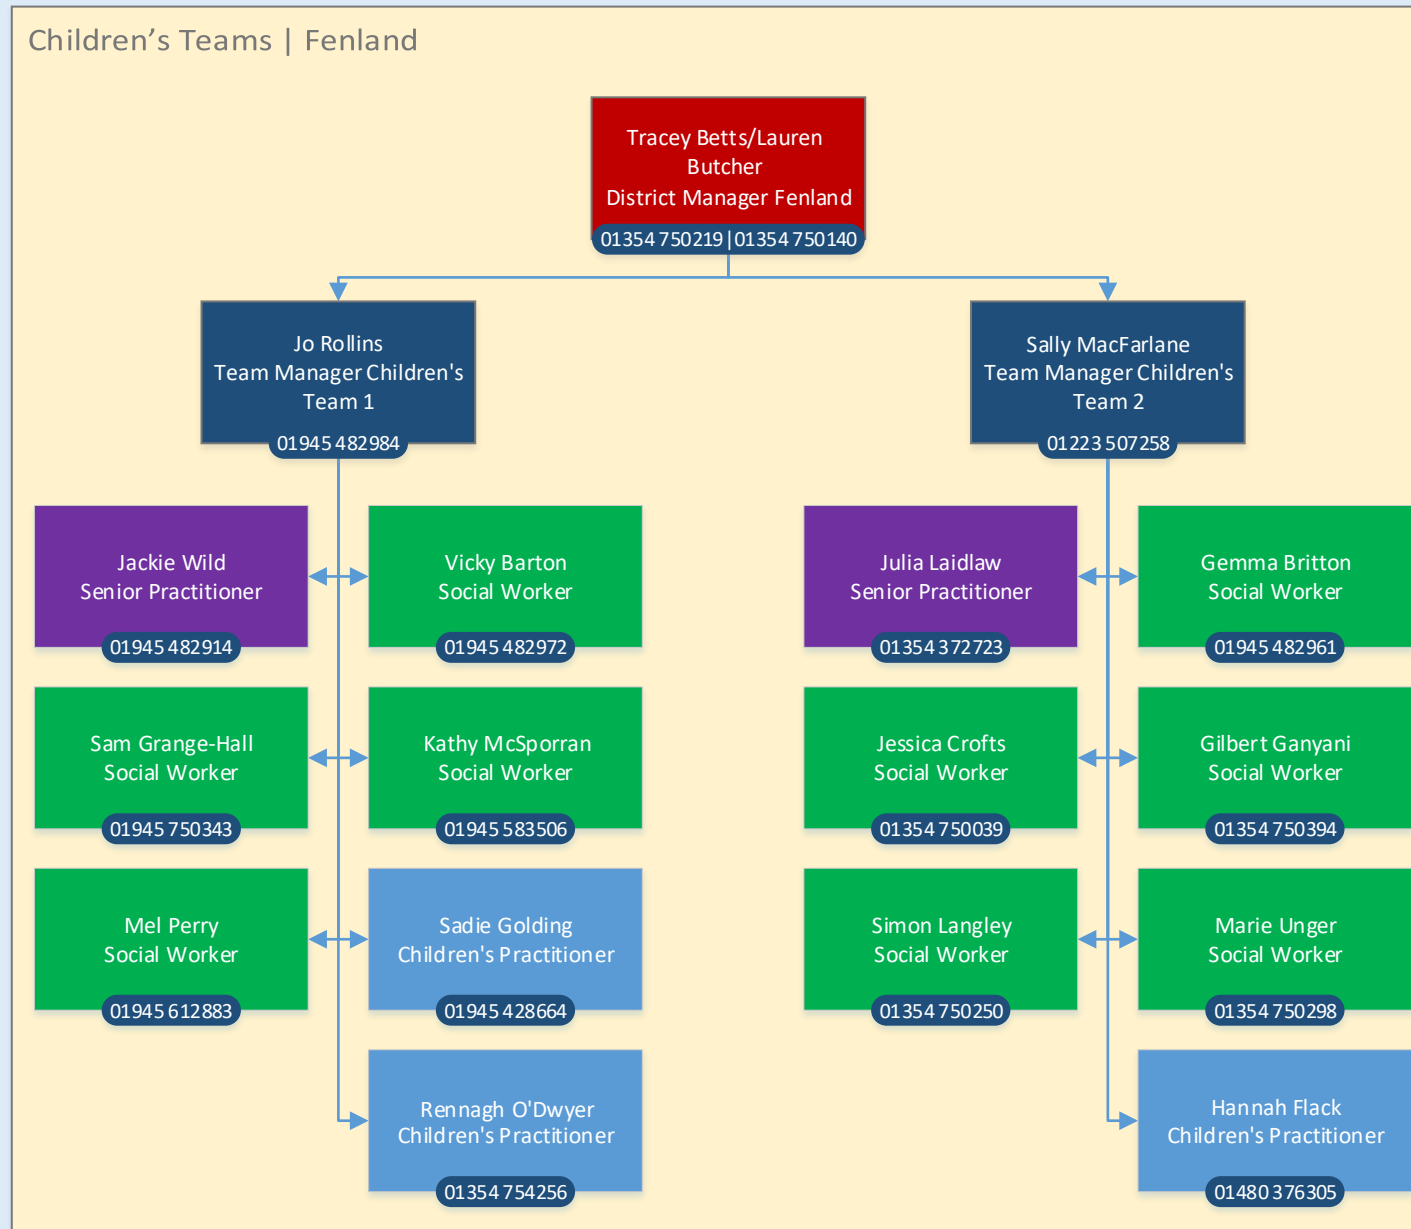 Children’s Teams | Fenland
Tracey Betts/Lauren
Butcher
District Manager Fenland
01354 750219|01354 750140
Jo Rollins
Team Manager Children's
Team 1
01945 482984
Sally MacFarlane
Team Manager Children's
Team 2
01223 507258
Jackie Wild
Senior Practitioner
01945 482914
Vicky Barton
Social Worker
01945 482972
Julia Laidlaw
Senior Practitioner
01354 372723
Gemma Britton
Social Worker
01945 482961
Sam Grange-Hall
Social Worker
01945 750343
Kathy McSporran
Social Worker
01945 583506
Jessica Crofts
Social Worker
01354 750039
Gilbert Ganyani
Social Worker
01354 750394
Mel Perry
Social Worker
01945 612883
Sadie Golding
Children's Practitioner
01945 428664
Simon Langley
Social Worker
01354 750250
Marie Unger
Social Worker
01354 750298
Rennagh O'Dwyer
Children's Practitioner
01354 754256
Hannah Flack
Children's Practitioner
01480 376305